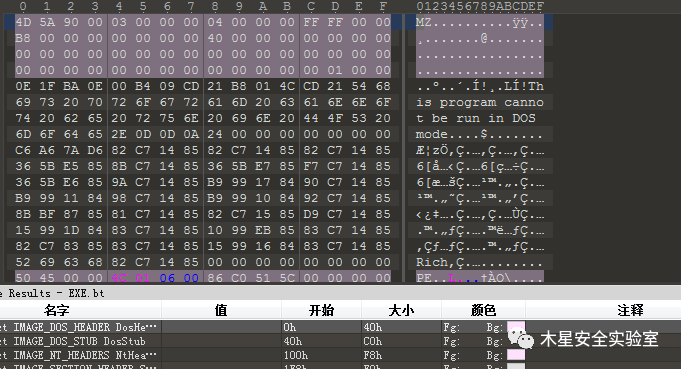 0 1 2 3 4 5 6 7 8 9 A B C D E F 0123456789ABCDEF
4D 5A 90 00 03 00 00 00 04 00 00 00 FF FF 00 00 MZ..........ÿÿ..
B8 00 00 00 00 00 00 00 40 00 00 00 00 00 00 00 ¸.......@.......
00 00 00 00 00 00 00 00 00 00 00 00 00 00 00 00 ................
00 00 00 00 00 00 00 00 00 00 00 00 00 01 00 00 ................
0E 1F BA 0E 00 B4 09 CD 21 B8 01 4C CD 21 54 68 ..º..´.Í!¸.LÍ!Th
69 73 20 70 72 6F 67 72 61 6D 20 63 61 6E 6E 6F is program canno
74 20 62 65 20 72 75 6E 20 69 6E 20 44 4F 53 20 t be run in DOS
6D 6F 64 65 2E 0D 0D 0A 24 00 00 00 00 00 00 00 mode....$.......
C6 A6 7A D6 82 C7 14 85 82 C7 14 85 82 C7 14 85 Æ¦zÖ‚Ç.…‚Ç.…‚Ç.…
36 5B E5 85 8B C7 14 85 36 5B E7 85 F7 C7 14 85 6[å…‹Ç.…6[ç…÷Ç.…
36 5B E6 85 9A C7 14 85 B9 99 17 84 90 C7 14 85 6[æ…šÇ.…¹™.„.Ç.…
B9 99 11 84 98 C7 14 85 B9 99 10 84 92 C7 14 85 ¹™.„˜Ç.…¹™.„’Ç.…
8B BF 87 85 81 C7 14 85 82 C7 15 85 D9 C7 14 85 ‹¿‡….Ç.…‚Ç.…ÙÇ.…
15 99 1D 84 83 C7 14 85 10 99 EB 85 83 C7 14 85 .™.„ƒÇ.….™ë…ƒÇ.…
82 C7 83 85 83 C7 14 85 15 99 16 84 83 C7 14 85 ‚Çƒ…ƒÇ.….™.„ƒÇ.…
52 69 63 68 82 C7 14 85 00 00 00 00 00 00 00 00 Rich‚Ç.…........
50 45 00 00 4C 01 06 00 86 C0 51 5C 00 00 00 00 PE..L...†ÀQ\....
e Results - EXE.bt
名字 值 开始 大小 颜色 注释
ct IMAGE_DOS_HEADER DosHe… 0h 40h Fg: Bg:
ct IMAGE_DOS_STUB DosStub 40h C0h Fg: Bg:
ct IMAGE_NT_HEADERS NtHea… 100h F8h Fg: Bg:
木星安全实验室